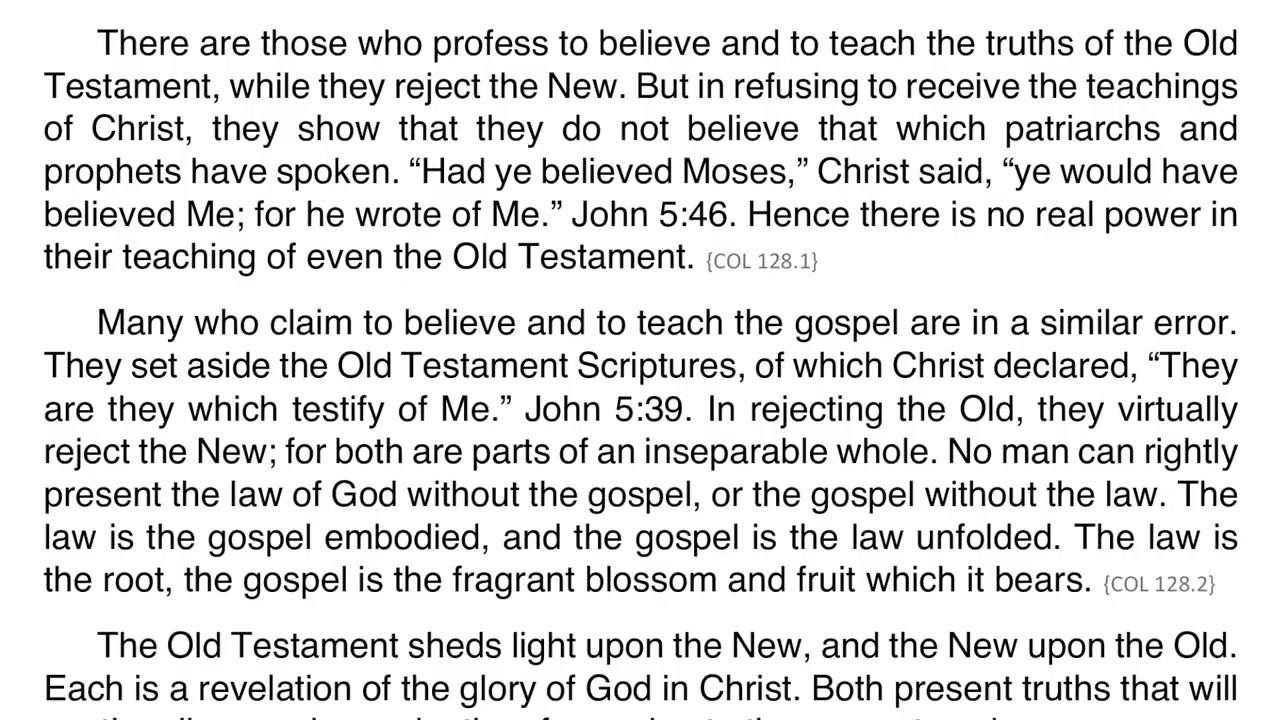 There are those who profess to believe and to teach the truths of the Old
Testament, while they reject the New. But in refusing to receive the teachings
of Christ, they show that they do not believe that which patriarchs and
prophets have spoken. “Had ye believed Moses,” Christ said, “ye would have
believed Me; for he wrote of Me.” John 5:46. Hence there is no real power in
their teaching of even the Old Testament. {COL 128.1}
Many who claim to believe and to teach the gospel are in a similar error.
They set aside the Old Testament Scriptures, of which Christ declared, “They
are they which testify of Me.” John 5:39. In rejecting the Old, they virtually
reject the New; for both are parts of an inseparable whole. No man can rightly
present the law of God without the gospel, or the gospel without the law. The
law is the gospel embodied, and the gospel is the law unfolded. The law is
the root, the gospel is the fragrant blossom and fruit which it bears. {COL 128.2}
The Old Testament sheds light upon the New, and the New upon the Old.
Each is a revelation of the glory of God in Christ. Both present truths that will